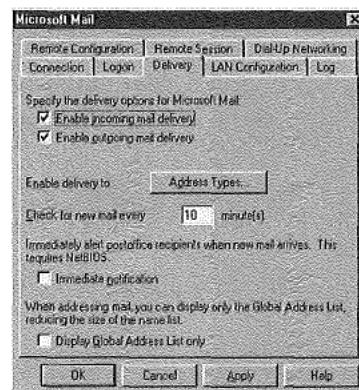 Microsoft Mail
Remote Configuration Remote Session Dial-Up Networking
Connection Logon Delivery LAN Configuration Log
Specify the delivery options for Microsoft Mail:
Enable incoming mail delivery
Enable outgoing mail delivery
Enable delivery to Address Types...
Check for new mail every 10 minute(s)
Immediately alert postoffice recipients when new mail arrives. This
requires NetBIOS.
Immediate notification
When addressing mail, you can display only the Global Address List,
reducing the size of the name list.
Display Global Address List only
OK Cancel Apply Help